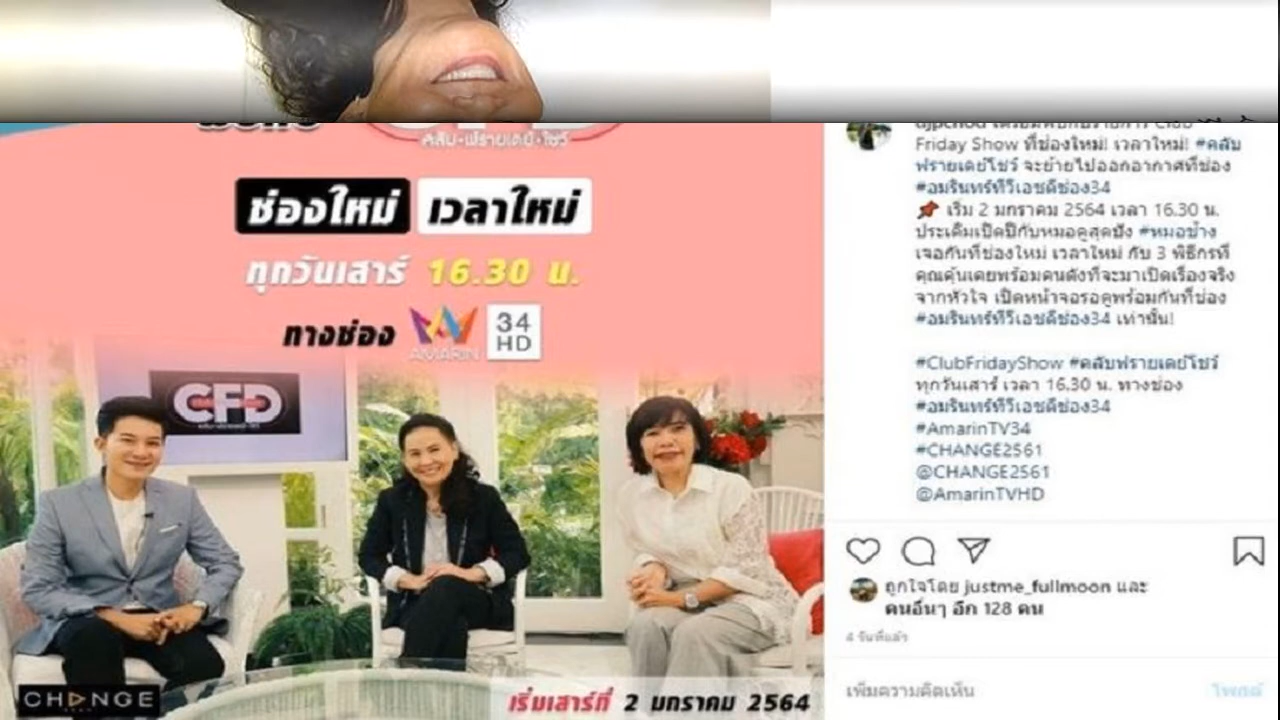 คลับ•ฟรายเดย์•โชว์
ช่องใหม่ เวลาใหม่
ทุกวันเสาร์ 16.30 น.
ทางช่อง AMARIN 34 HD
CFD
CHANGE
เริ่มเสาร์ที่ 2 มกราคม 2564
Friday Show ที่ช่องใหม่! เวลาใหม่! #คลับ
ฟรายเดย์โชว์ จะย้ายไปออกอากาศที่ช่อง
#อมรินทร์ทีวีเอชดีช่อง34
📌 เริ่ม 2 มกราคม 2564 เวลา 16.30 น.
ประเดิมเปิดปีกับหมอดูสุดปัง #หมอช้าง
เจอกันที่ช่องใหม่ เวลาใหม่ กับ 3 พิธีกรที่
คุณคุ้นเคยพร้อมคนดังที่จะมาเปิดเรื่องจริง
จากหัวใจ เปิดหน้าจอรอดูพร้อมกันที่ช่อง
#อมรินทร์ทีวีเอชดีช่อง34 เท่านั้น!
#ClubFridayShow #คลับฟรายเดย์โชว์
ทุกวันเสาร์ เวลา 16.30 น. ทางช่อง
#อมรินทร์ทีวีเอชดีช่อง34
#AmarinTV34
#CHANGE2561
@CHANGE2561
@AmarinTVHD
ถูกใจโดย justme_fullmoon และ
คนอื่นๆ อีก 128 คน
4 วันที่แล้ว
เพิ่มความคิดเห็น โพสต์